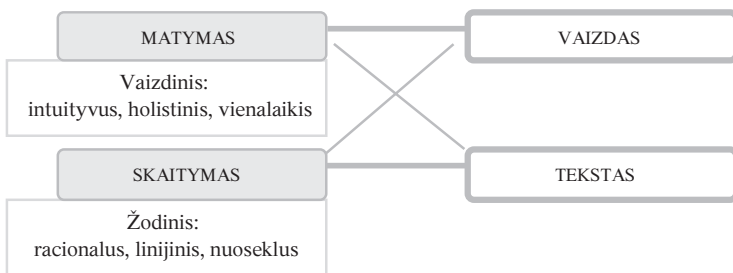 MATYMAS
VAIZDAS
Vaizdinis:
intuityvus, holistinis, vienalaikis
SKAITYMAS
TEKSTAS
Žodinis:
racionalus, linijinis, nuoseklus